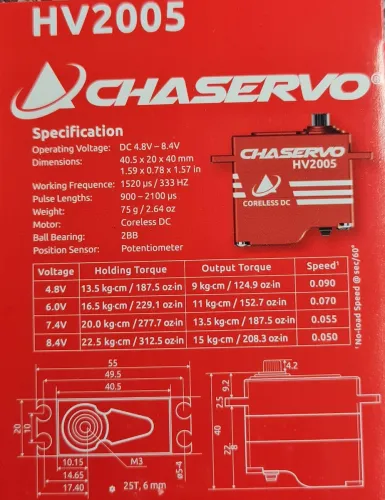 HV2005
CHASERVO
Specification
Operating Voltage: DC 4.8V – 8.4V
Dimensions: 40.5 x 20 x 40 mm
1.59 x 0.78 x 1.57 in
Working Frequency: 1520 µs / 333 HZ
Pulse Lengths: 900 – 2100 µs
Weight: 75 g / 2.64 oz
Motor: Coreless DC
Ball Bearing: 2BB
Position Sensor: Potentiometer
CHASERVO
HV2005
CORELESS DC
Voltage Holding Torque Output Torque Speed¹
4.8V 13.5 kg-cm / 187.5 oz-in 9 kg-cm / 124.9 oz-in 0.090
6.0V 16.5 kg-cm / 229.1 oz-in 11 kg-cm / 152.7 oz-in 0.070
7.4V 20.0 kg-cm / 277.7 oz-in 13.5 kg-cm / 187.5 oz-in 0.055
8.4V 22.5 kg-cm / 312.5 oz-in 15 kg-cm / 208.3 oz-in 0.050
¹ No-load Speed @ sec/60°
55
49.5
40.5
20
10
10.15
14.65
17.40
M3
25T, 6 mm
ø5-4
4.2
9.2
2.5
40
22